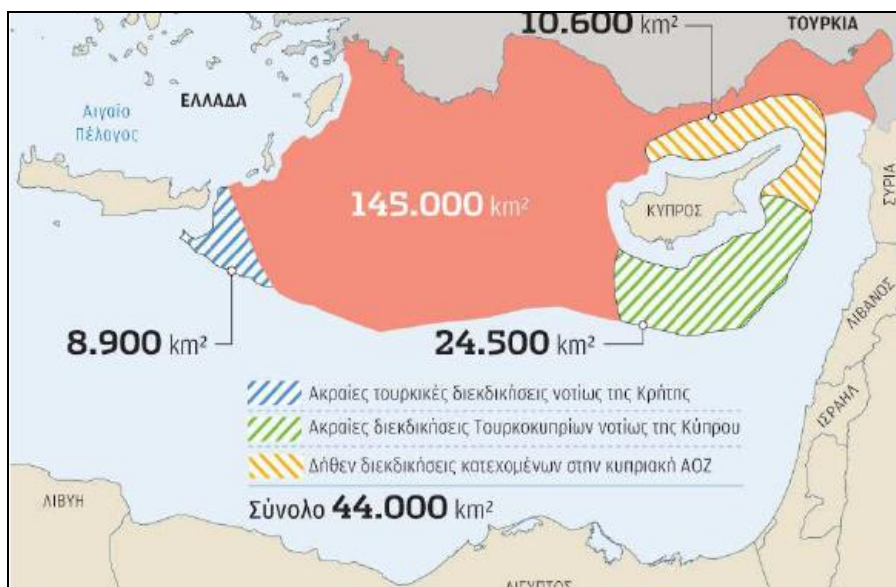 10.600 km²
ΤΟΥΡΚΙΑ
ΕΛΛΑΔΑ
Αιγαίο
Πέλαγος
145.000 km²
ΚΥΠΡΟΣ
ΣΥΡΙΑ
ΛΙΒΑΝΟΣ
ΙΣΡΑΗΛ
8.900 km²
24.500 km²
Ακραίες τουρκικές διεκδικήσεις νοτίως της Κρήτης
Ακραίες διεκδικήσεις Τουρκοκυπρίων νοτίως της Κύπρου
Δήθεν διεκδικήσεις κατεχομένων στην κυπριακή ΑΟΖ
Σύνολο 44.000 km²
ΛΙΒΥΗ
ΑΙΓΥΠΤΟΣ